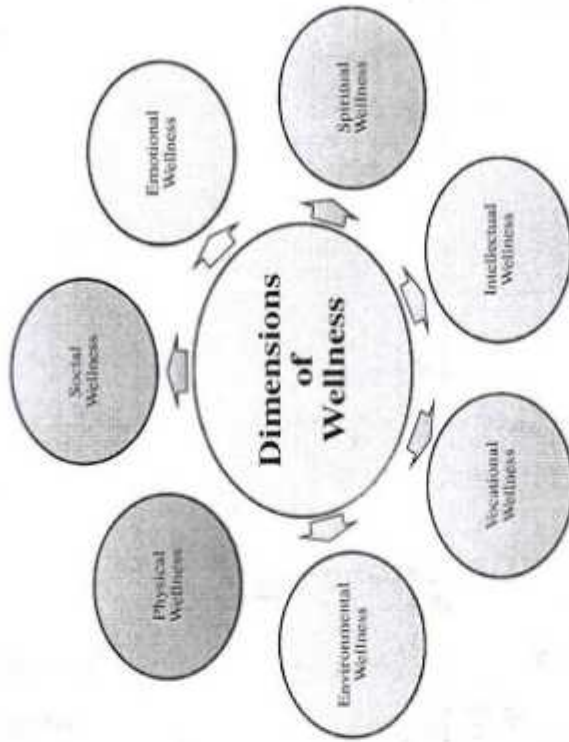 Dimensions
of
Wellness
Social
Wellness
Emotional
Wellness
Spiritual
Wellness
Intellectual
Wellness
Vocational
Wellness
Environmental
Wellness
Physical
Wellness